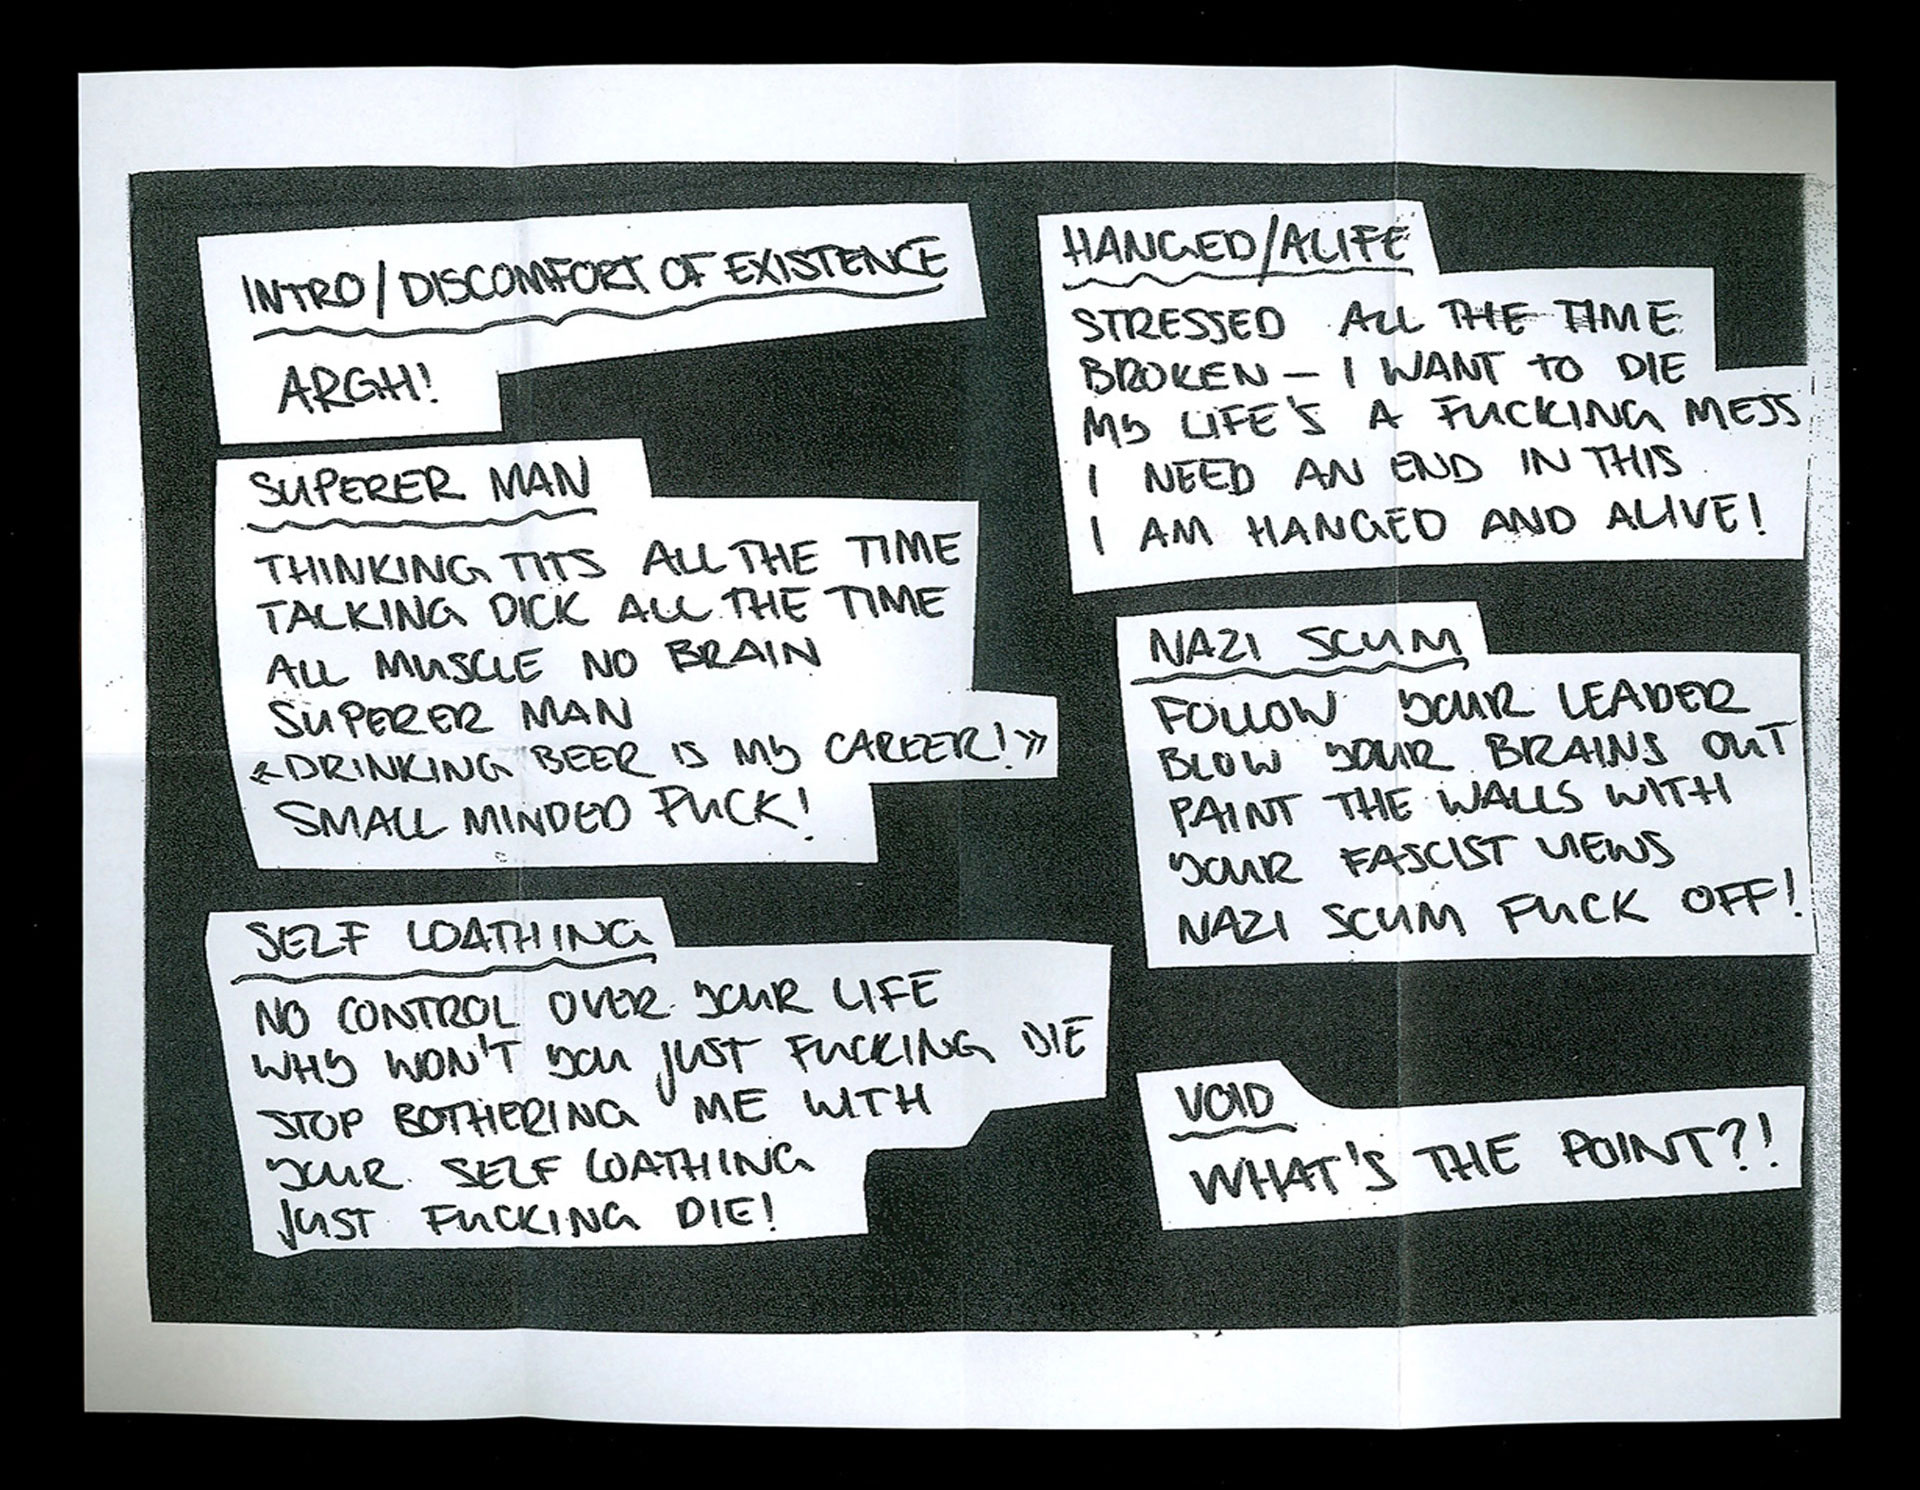 INTRO/DISCOMFORT OF EXISTENCE
ARGH!
SUPERER MAN
THINKING TITS ALL THE TIME
TALKING DICK ALL THE TIME
ALL MUSCLE NO BRAIN
SUPERER MAN
«DRINKING BEER IS MY CAREER!»
SMALL MINDED FUCK!
SELF LOATHING
NO CONTROL OVER YOUR LIFE
WHY WON'T YOU JUST FUCKING DIE
STOP BOTHERING ME WITH
YOUR SELF LOATHING
JUST FUCKING DIE!
HANGED/ALIFE
STRESSED ALL THE TIME
BROKEN – I WANT TO DIE
MY LIFE'S A FUCKING MESS
I NEED AN END IN THIS
I AM HANGED AND ALIVE!
NAZI SCUM
FOLLOW YOUR LEADER
BLOW YOUR BRAINS OUT
PAINT THE WALLS WITH
YOUR FASCIST VIEWS
NAZI SCUM FUCK OFF!
VOID
WHAT'S THE POINT?!